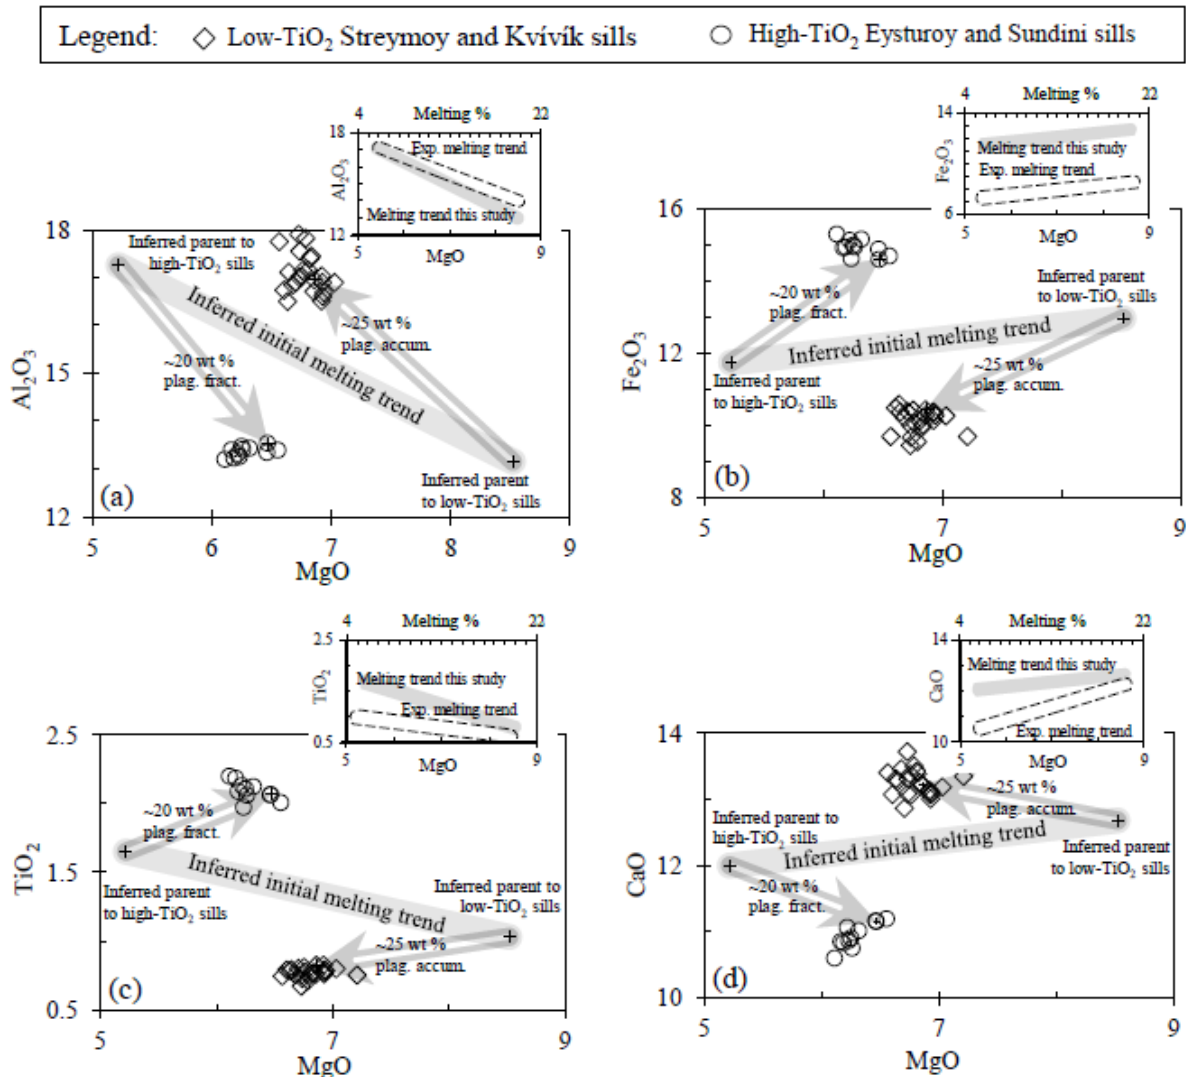 Legend: Low-TiO2 Streymoy and Kvívík sills High-TiO2 Eysturoy and Sundini sills
4 Melting % 22
18
Exp. melting trend
Al2O3
Melting trend this study
12
5 MgO 9
18
Inferred parent to
high-TiO2 sills
Inferred initial melting trend
~25 wt %
plag. accum.
~20 wt %
plag. fract.
15
Al2O3
Inferred parent
to low-TiO2 sills
(a)
12
5 6 7 8 9
MgO
4 Melting % 22
14
Melting trend this study
Fe2O3
Exp. melting trend
6
5 MgO 9
16
Inferred parent
to low-TiO2 sills
~20 wt %
plag. fract.
Inferred initial melting trend
12
Fe2O3
Inferred parent
to high-TiO2 sills
~25 wt %
plag. accum.
(b)
8
5 7 9
MgO
4 Melting % 22
2.5
Melting trend this study
TiO2
Exp. melting trend
0.5
5 MgO 9
2.5
~20 wt %
plag. fract.
Inferred initial melting trend
1.5
TiO2
Inferred parent
to high-TiO2 sills
Inferred parent to
low-TiO2 sills
~25 wt %
plag. accum.
(c)
0.5
5 7 9
MgO
4 Melting % 22
14
Melting trend this study
CaO
Exp. melting trend
10
5 MgO 9
14
~25 wt %
plag. accum.
Inferred parent to
high-TiO2 sills
Inferred initial melting trend
Inferred parent
to low-TiO2 sills
12
CaO
~20 wt %
plag. fract.
(d)
10
5 7 9
MgO